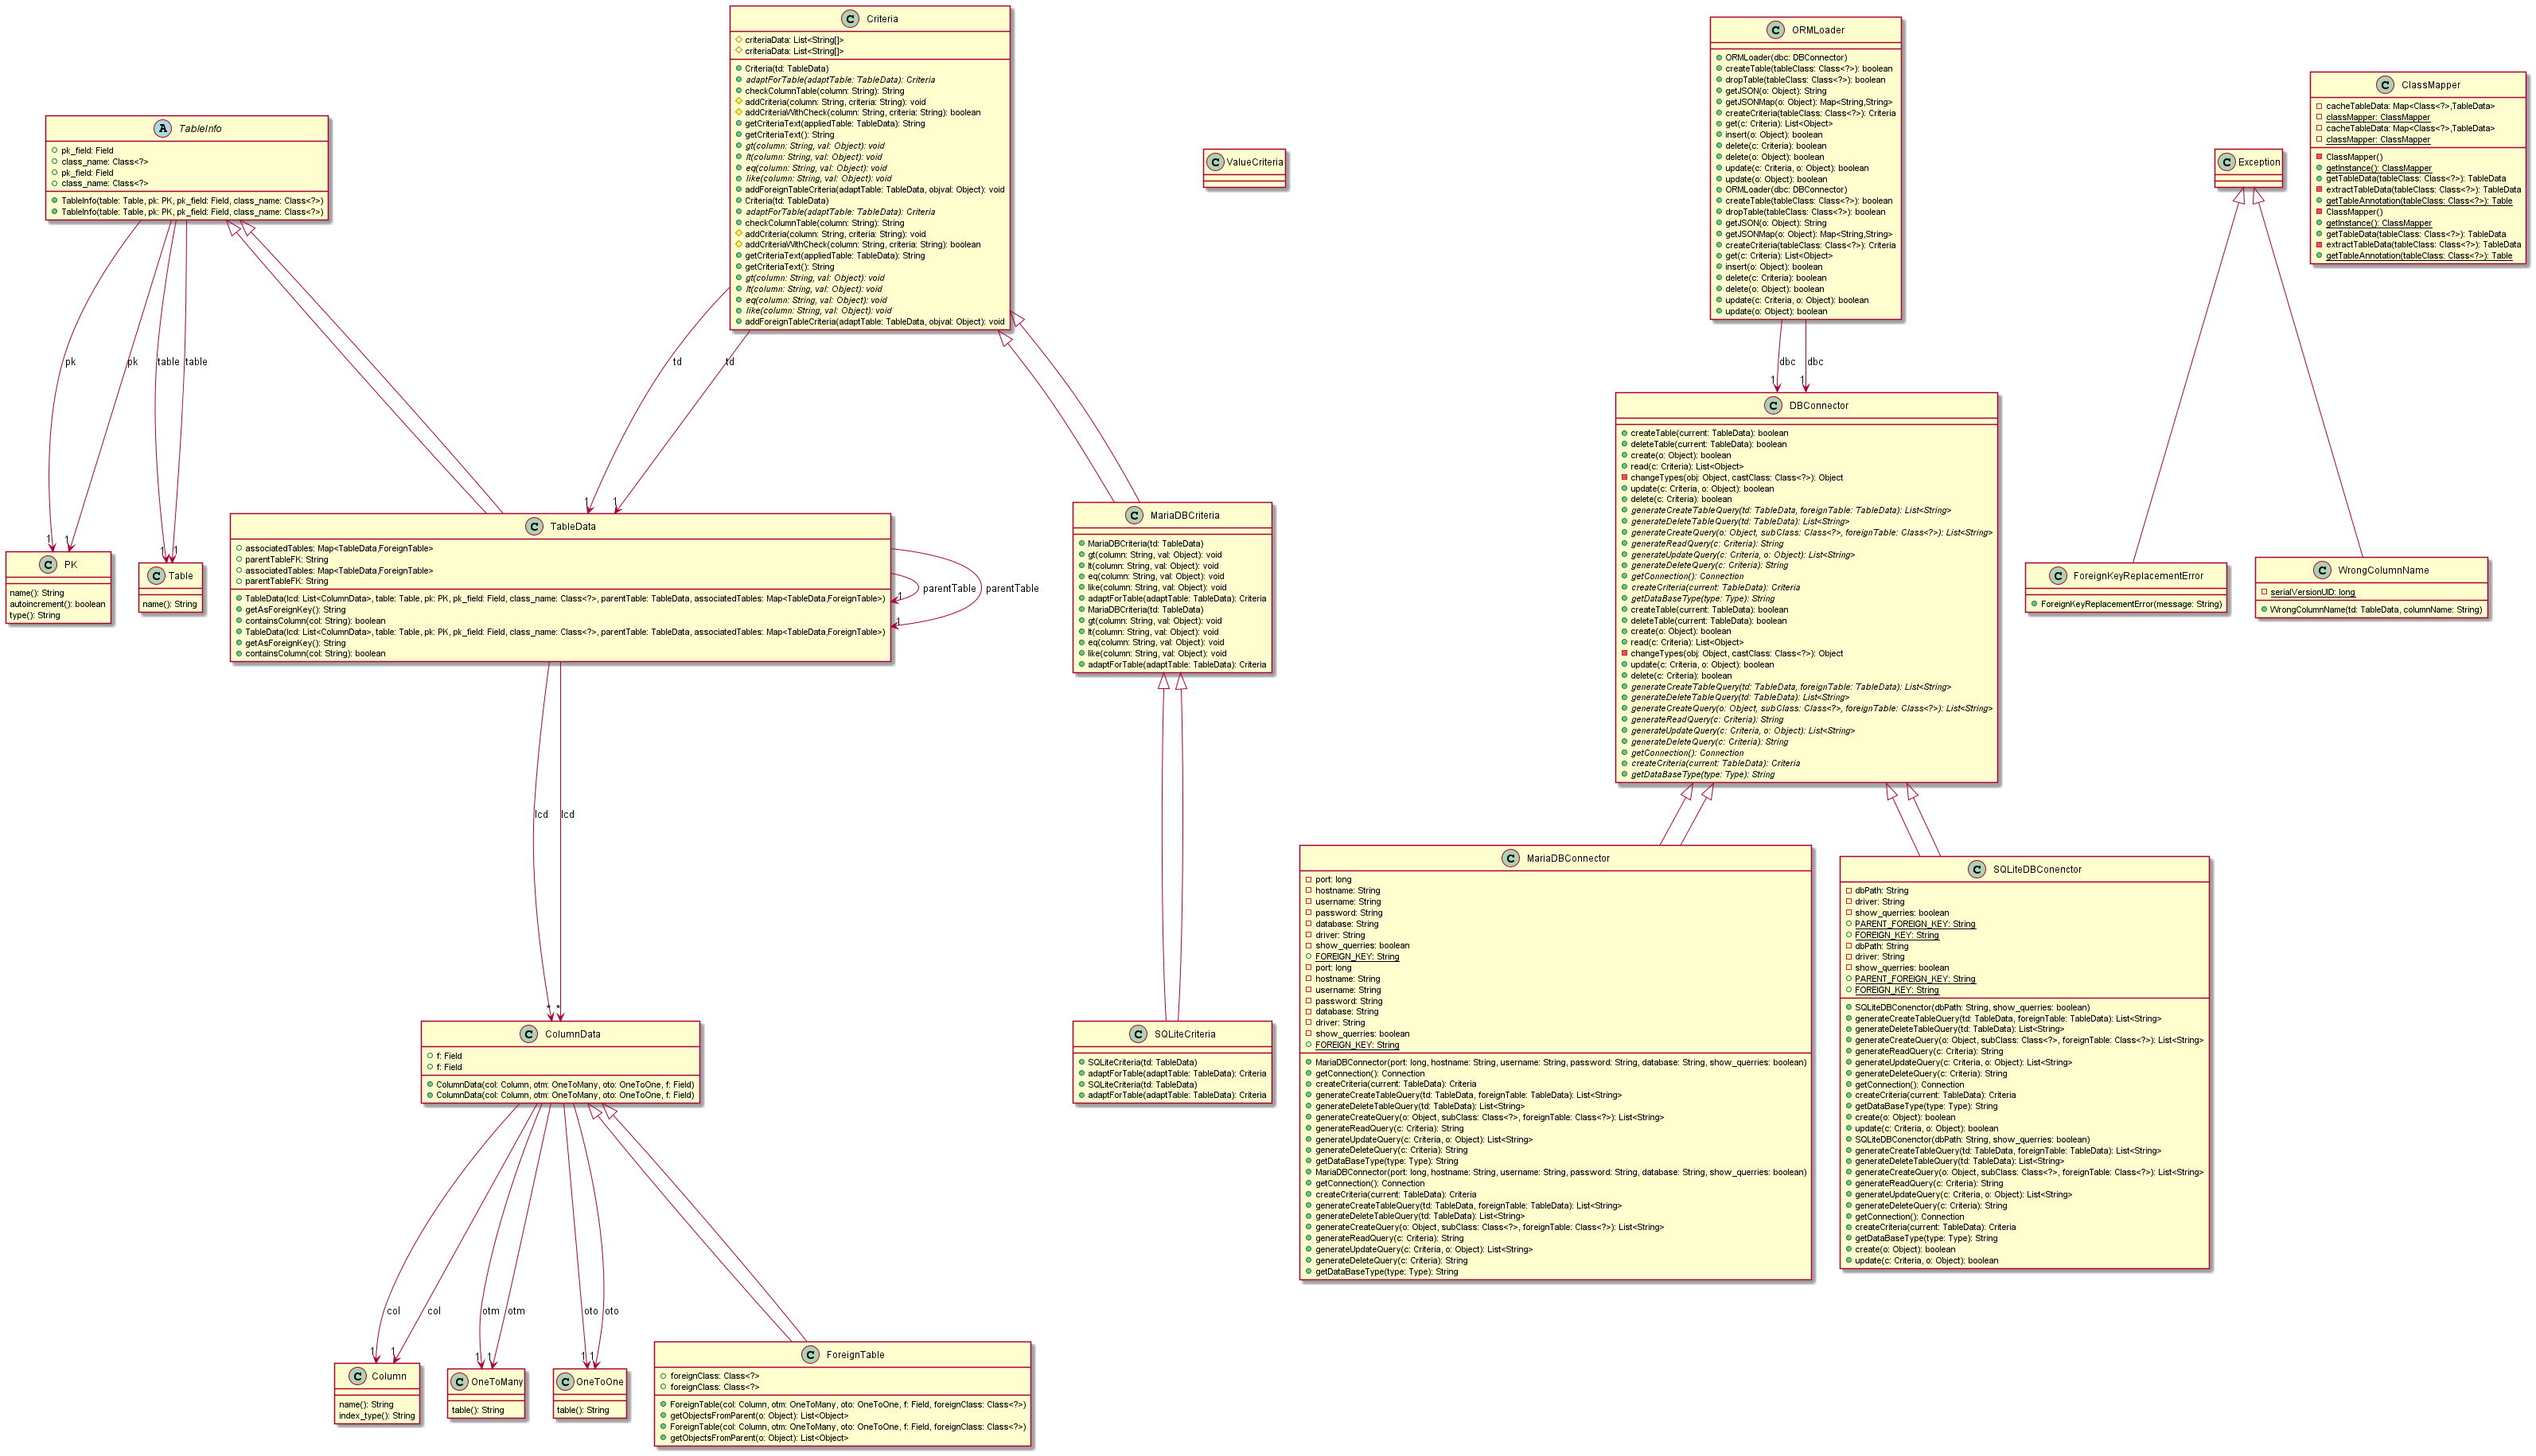 Criteria
criteriaData: List<String[]>
criteriaData: List<String[]>
Criteria(td: TableData)
adaptForTable(adaptTable: TableData): Criteria
checkColumnTable(column: String): String
addCriteria(column: String, criteria: String): void
addCriteriaWithCheck(column: String, criteria: String): boolean
getCriteriaText(appliedTable: TableData): String
getCriteriaText(): String
gt(column: String, val: Object): void
lt(column: String, val: Object): void
eq(column: String, val: Object): void
like(column: String, val: Object): void
addForeignTableCriteria(adaptTable: TableData, objval: Object): void
Criteria(td: TableData)
adaptForTable(adaptTable: TableData): Criteria
checkColumnTable(column: String): String
addCriteria(column: String, criteria: String): void
addCriteriaWithCheck(column: String, criteria: String): boolean
getCriteriaText(appliedTable: TableData): String
getCriteriaText(): String
gt(column: String, val: Object): void
lt(column: String, val: Object): void
eq(column: String, val: Object): void
like(column: String, val: Object): void
addForeignTableCriteria(adaptTable: TableData, objval: Object): void
ORMLoader
ORMLoader(dbc: DBConnector)
createTable(tableClass: Class<?>): boolean
dropTable(tableClass: Class<?>): boolean
getJSON(o: Object): String
getJSONMap(o: Object): Map<String,String>
createCriteria(tableClass: Class<?>): Criteria
get(c: Criteria): List<Object>
insert(o: Object): boolean
delete(c: Criteria): boolean
delete(o: Object): boolean
update(c: Criteria, o: Object): boolean
update(o: Object): boolean
ORMLoader(dbc: DBConnector)
createTable(tableClass: Class<?>): boolean
dropTable(tableClass: Class<?>): boolean
getJSON(o: Object): String
getJSONMap(o: Object): Map<String,String>
createCriteria(tableClass: Class<?>): Criteria
get(c: Criteria): List<Object>
insert(o: Object): boolean
delete(c: Criteria): boolean
delete(o: Object): boolean
update(c: Criteria, o: Object): boolean
update(o: Object): boolean
ClassMapper
cacheTableData: Map<Class<?>,TableData>
classMapper: ClassMapper
cacheTableData: Map<Class<?>,TableData>
classMapper: ClassMapper
ClassMapper()
getInstance(): ClassMapper
getTableData(tableClass: Class<?>): TableData
extractTableData(tableClass: Class<?>): TableData
getTableAnnotation(tableClass: Class<?>): Table
ClassMapper()
getInstance(): ClassMapper
getTableData(tableClass: Class<?>): TableData
extractTableData(tableClass: Class<?>): TableData
getTableAnnotation(tableClass: Class<?>): Table
TableInfo
pk_field: Field
class_name: Class<?>
pk_field: Field
class_name: Class<?>
TableInfo(table: Table, pk: PK, pk_field: Field, class_name: Class<?>)
TableInfo(table: Table, pk: PK, pk_field: Field, class_name: Class<?>)
ValueCriteria
Exception
pk
pk
table
table
td
td
dbc
dbc
1
1
1
1
1
1
1
1
DBConnector
createTable(current: TableData): boolean
deleteTable(current: TableData): boolean
create(o: Object): boolean
read(c: Criteria): List<Object>
changeTypes(obj: Object, castClass: Class<?>): Object
update(c: Criteria, o: Object): boolean
delete(c: Criteria): boolean
generateCreateTableQuery(td: TableData, foreignTable: TableData): List<String>
generateDeleteTableQuery(td: TableData): List<String>
generateCreateQuery(o: Object, subClass: Class<?>, foreignTable: Class<?>): List<String>
generateReadQuery(c: Criteria): String
generateUpdateQuery(c: Criteria, o: Object): List<String>
generateDeleteQuery(c: Criteria): String
getConnection(): Connection
createCriteria(current: TableData): Criteria
getDataBaseType(type: Type): String
createTable(current: TableData): boolean
deleteTable(current: TableData): boolean
create(o: Object): boolean
read(c: Criteria): List<Object>
changeTypes(obj: Object, castClass: Class<?>): Object
update(c: Criteria, o: Object): boolean
delete(c: Criteria): boolean
generateCreateTableQuery(td: TableData, foreignTable: TableData): List<String>
generateDeleteTableQuery(td: TableData): List<String>
generateCreateQuery(o: Object, subClass: Class<?>, foreignTable: Class<?>): List<String>
generateReadQuery(c: Criteria): String
generateUpdateQuery(c: Criteria, o: Object): List<String>
generateDeleteQuery(c: Criteria): String
getConnection(): Connection
createCriteria(current: TableData): Criteria
getDataBaseType(type: Type): String
PK
name(): String
autoincrement(): boolean
type(): String
Table
name(): String
TableData
associatedTables: Map<TableData,ForeignTable>
parentTableFK: String
associatedTables: Map<TableData,ForeignTable>
parentTableFK: String
TableData(lcd: List<ColumnData>, table: Table, pk: PK, pk_field: Field, class_name: Class<?>, parentTable: TableData, associatedTables: Map<TableData,ForeignTable>)
getAsForeignKey(): String
containsColumn(col: String): boolean
TableData(lcd: List<ColumnData>, table: Table, pk: PK, pk_field: Field, class_name: Class<?>, parentTable: TableData, associatedTables: Map<TableData,ForeignTable>)
getAsForeignKey(): String
containsColumn(col: String): boolean
parentTable
parentTable
1
1
MariaDBCriteria
MariaDBCriteria(td: TableData)
gt(column: String, val: Object): void
lt(column: String, val: Object): void
eq(column: String, val: Object): void
like(column: String, val: Object): void
adaptForTable(adaptTable: TableData): Criteria
MariaDBCriteria(td: TableData)
gt(column: String, val: Object): void
lt(column: String, val: Object): void
eq(column: String, val: Object): void
like(column: String, val: Object): void
adaptForTable(adaptTable: TableData): Criteria
ForeignKeyReplacementError
ForeignKeyReplacementError(message: String)
WrongColumnName
serialVersionUID: long
WrongColumnName(td: TableData, columnName: String)
lcd
lcd
*
*
MariaDBConnector
port: long
hostname: String
username: String
password: String
database: String
driver: String
show_querries: boolean
FOREIGN_KEY: String
port: long
hostname: String
username: String
password: String
database: String
driver: String
show_querries: boolean
FOREIGN_KEY: String
MariaDBConnector(port: long, hostname: String, username: String, password: String, database: String, show_querries: boolean)
getConnection(): Connection
createCriteria(current: TableData): Criteria
generateCreateTableQuery(td: TableData, foreignTable: TableData): List<String>
generateDeleteTableQuery(td: TableData): List<String>
generateCreateQuery(o: Object, subClass: Class<?>, foreignTable: Class<?>): List<String>
generateReadQuery(c: Criteria): String
generateUpdateQuery(c: Criteria, o: Object): List<String>
generateDeleteQuery(c: Criteria): String
getDataBaseType(type: Type): String
MariaDBConnector(port: long, hostname: String, username: String, password: String, database: String, show_querries: boolean)
getConnection(): Connection
createCriteria(current: TableData): Criteria
generateCreateTableQuery(td: TableData, foreignTable: TableData): List<String>
generateDeleteTableQuery(td: TableData): List<String>
generateCreateQuery(o: Object, subClass: Class<?>, foreignTable: Class<?>): List<String>
generateReadQuery(c: Criteria): String
generateUpdateQuery(c: Criteria, o: Object): List<String>
generateDeleteQuery(c: Criteria): String
getDataBaseType(type: Type): String
SQLiteDBConenctor
dbPath: String
driver: String
show_querries: boolean
PARENT_FOREIGN_KEY: String
FOREIGN_KEY: String
dbPath: String
driver: String
show_querries: boolean
PARENT_FOREIGN_KEY: String
FOREIGN_KEY: String
SQLiteDBConenctor(dbPath: String, show_querries: boolean)
generateCreateTableQuery(td: TableData, foreignTable: TableData): List<String>
generateDeleteTableQuery(td: TableData): List<String>
generateCreateQuery(o: Object, subClass: Class<?>, foreignTable: Class<?>): List<String>
generateReadQuery(c: Criteria): String
generateUpdateQuery(c: Criteria, o: Object): List<String>
generateDeleteQuery(c: Criteria): String
getConnection(): Connection
createCriteria(current: TableData): Criteria
getDataBaseType(type: Type): String
create(o: Object): boolean
update(c: Criteria, o: Object): boolean
SQLiteDBConenctor(dbPath: String, show_querries: boolean)
generateCreateTableQuery(td: TableData, foreignTable: TableData): List<String>
generateDeleteTableQuery(td: TableData): List<String>
generateCreateQuery(o: Object, subClass: Class<?>, foreignTable: Class<?>): List<String>
generateReadQuery(c: Criteria): String
generateUpdateQuery(c: Criteria, o: Object): List<String>
generateDeleteQuery(c: Criteria): String
getConnection(): Connection
createCriteria(current: TableData): Criteria
getDataBaseType(type: Type): String
create(o: Object): boolean
update(c: Criteria, o: Object): boolean
ColumnData
f: Field
f: Field
ColumnData(col: Column, otm: OneToMany, oto: OneToOne, f: Field)
ColumnData(col: Column, otm: OneToMany, oto: OneToOne, f: Field)
SQLiteCriteria
SQLiteCriteria(td: TableData)
adaptForTable(adaptTable: TableData): Criteria
SQLiteCriteria(td: TableData)
adaptForTable(adaptTable: TableData): Criteria
col
col
otm
otm
oto
oto
1
1
1
1
1
1
Column
name(): String
index_type(): String
OneToMany
table(): String
OneToOne
table(): String
ForeignTable
foreignClass: Class<?>
foreignClass: Class<?>
ForeignTable(col: Column, otm: OneToMany, oto: OneToOne, f: Field, foreignClass: Class<?>)
getObjectsFromParent(o: Object): List<Object>
ForeignTable(col: Column, otm: OneToMany, oto: OneToOne, f: Field, foreignClass: Class<?>)
getObjectsFromParent(o: Object): List<Object>